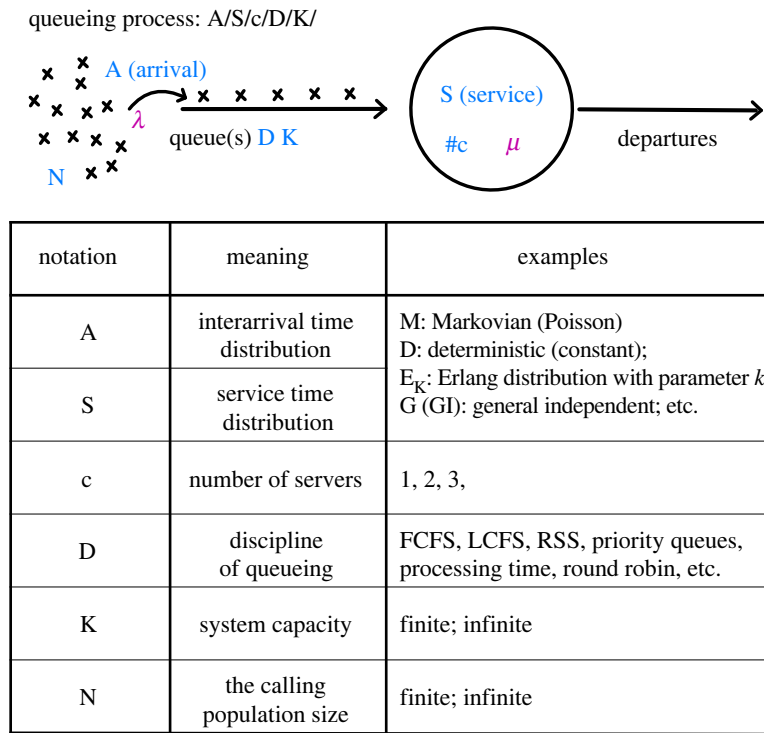 queueing process: A/S/c/D/K/
A (arrival)
λ
queue(s) D K
N
S (service)
#c μ
departures
notation meaning examples
A
interarrival time
distribution
M: Markovian (Poisson)
D: deterministic (constant);
E_K: Erlang distribution with parameter k
G (GI): general independent; etc.
S
service time
distribution
c number of servers 1, 2, 3,
D
discipline
of queueing
FCFS, LCFS, RSS, priority queues,
processing time, round robin, etc.
K system capacity finite; infinite
N
the calling
population size
finite; infinite